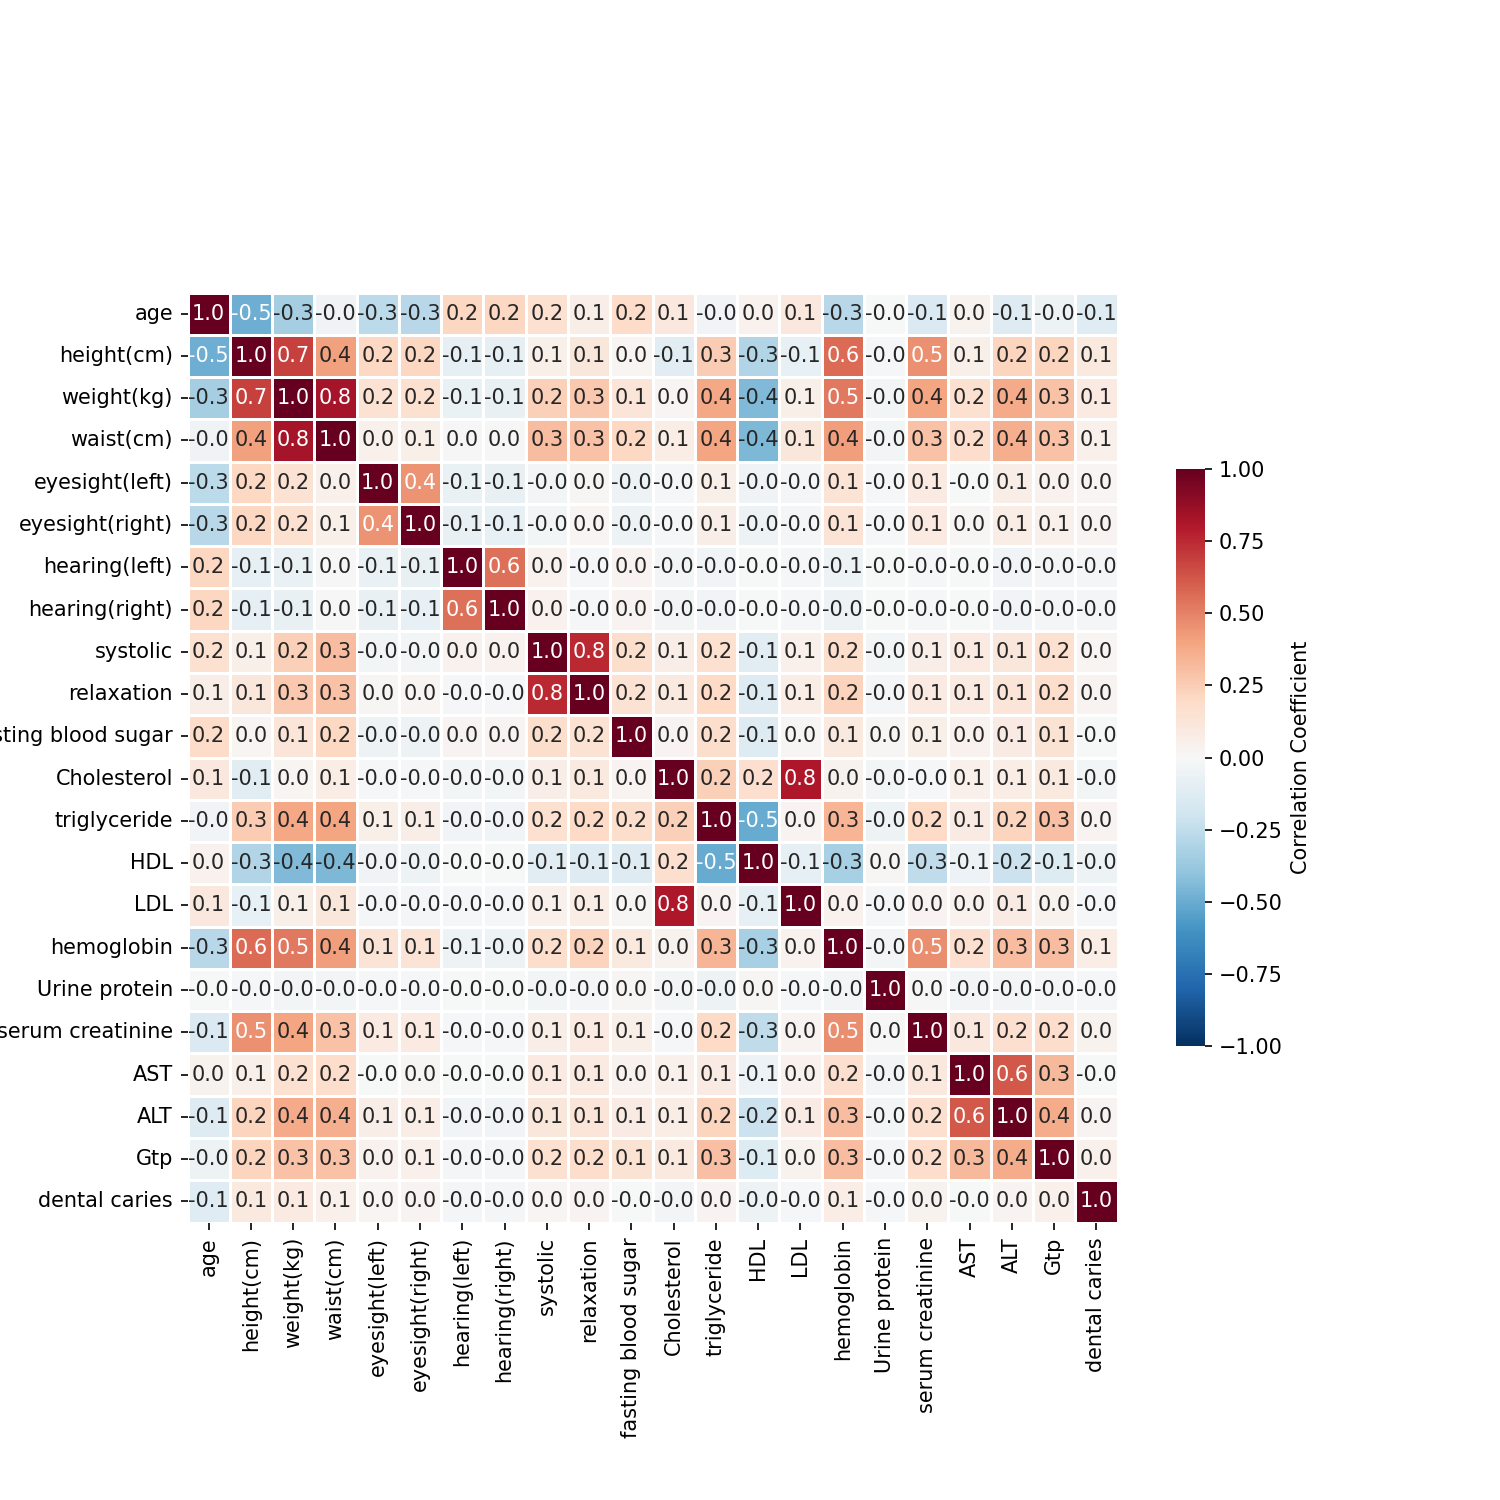 age 1.0 -0.5 -0.3 -0.0 -0.3 -0.3 0.2 0.2 0.2 0.1 0.2 0.1 -0.0 0.0 0.1 -0.3 -0.0 -0.1 0.0 -0.1 -0.0 -0.1
height(cm) -0.5 1.0 0.7 0.4 0.2 0.2 -0.1 -0.1 0.1 0.1 0.0 -0.1 0.3 -0.3 -0.1 0.6 -0.0 0.5 0.1 0.2 0.2 0.1
weight(kg) -0.3 0.7 1.0 0.8 0.2 0.2 -0.1 -0.1 0.2 0.3 0.1 0.0 0.4 -0.4 0.1 0.5 -0.0 0.4 0.2 0.4 0.3 0.1
waist(cm) -0.0 0.4 0.8 1.0 0.0 0.1 0.0 0.0 0.3 0.3 0.2 0.1 0.4 -0.4 0.1 0.4 -0.0 0.3 0.2 0.4 0.3 0.1
eyesight(left) -0.3 0.2 0.2 0.0 1.0 0.4 -0.1 -0.1 -0.0 0.0 -0.0 -0.0 0.1 -0.0 -0.0 0.1 -0.0 0.1 -0.0 0.1 0.0 0.0
eyesight(right) -0.3 0.2 0.2 0.1 0.4 1.0 -0.1 -0.1 -0.0 0.0 -0.0 -0.0 0.1 -0.0 -0.0 0.1 -0.0 0.1 0.0 0.1 0.1 0.0
hearing(left) 0.2 -0.1 -0.1 0.0 -0.1 -0.1 1.0 0.6 0.0 -0.0 0.0 -0.0 -0.0 -0.0 -0.0 -0.1 -0.0 -0.0 -0.0 -0.0 -0.0 -0.0
hearing(right) 0.2 -0.1 -0.1 0.0 -0.1 -0.1 0.6 1.0 0.0 -0.0 0.0 -0.0 -0.0 -0.0 -0.0 -0.0 -0.0 -0.0 -0.0 -0.0 -0.0 -0.0
systolic 0.2 0.1 0.2 0.3 -0.0 -0.0 0.0 0.0 1.0 0.8 0.2 0.1 0.2 -0.1 0.1 0.2 -0.0 0.1 0.1 0.1 0.2 0.0
relaxation 0.1 0.1 0.3 0.3 0.0 0.0 -0.0 -0.0 0.8 1.0 0.2 0.1 0.2 -0.1 0.1 0.2 -0.0 0.1 0.1 0.1 0.2 0.0
sting blood sugar 0.2 0.0 0.1 0.2 -0.0 -0.0 0.0 0.0 0.2 0.2 1.0 0.0 0.2 -0.1 0.0 0.1 0.0 0.1 0.0 0.1 0.1 -0.0
Cholesterol 0.1 -0.1 0.0 0.1 -0.0 -0.0 -0.0 -0.0 0.1 0.1 0.0 1.0 0.2 0.2 0.8 0.0 -0.0 -0.0 0.1 0.1 0.1 -0.0
triglyceride -0.0 0.3 0.4 0.4 0.1 0.1 -0.0 -0.0 0.2 0.2 0.2 0.2 1.0 -0.5 0.0 0.3 -0.0 0.2 0.1 0.2 0.3 0.0
HDL 0.0 -0.3 -0.4 -0.4 -0.0 -0.0 -0.0 -0.0 -0.1 -0.1 -0.1 0.2 -0.5 1.0 -0.1 -0.3 0.0 -0.3 -0.1 -0.2 -0.1 -0.0
LDL 0.1 -0.1 0.1 0.1 -0.0 -0.0 -0.0 -0.0 0.1 0.1 0.0 0.8 0.0 -0.1 1.0 0.0 -0.0 0.0 0.0 0.1 0.0 -0.0
hemoglobin -0.3 0.6 0.5 0.4 0.1 0.1 -0.1 -0.0 0.2 0.2 0.1 0.0 0.3 -0.3 0.0 1.0 -0.0 0.5 0.2 0.3 0.3 0.1
Urine protein -0.0 -0.0 -0.0 -0.0 -0.0 -0.0 -0.0 -0.0 -0.0 -0.0 0.0 -0.0 -0.0 0.0 -0.0 -0.0 1.0 0.0 -0.0 -0.0 -0.0 -0.0
serum creatinine -0.1 0.5 0.4 0.3 0.1 0.1 -0.0 -0.0 0.1 0.1 0.1 -0.0 0.2 -0.3 0.0 0.5 0.0 1.0 0.1 0.2 0.2 0.0
AST 0.0 0.1 0.2 0.2 -0.0 0.0 -0.0 -0.0 0.1 0.1 0.0 0.1 0.1 -0.1 0.0 0.2 -0.0 0.1 1.0 0.6 0.3 -0.0
ALT -0.1 0.2 0.4 0.4 0.1 0.1 -0.0 -0.0 0.1 0.1 0.1 0.1 0.2 -0.2 0.1 0.3 -0.0 0.2 0.6 1.0 0.4 0.0
Gtp -0.0 0.2 0.3 0.3 0.0 0.1 -0.0 -0.0 0.2 0.2 0.1 0.1 0.3 -0.1 0.0 0.3 -0.0 0.2 0.3 0.4 1.0 0.0
dental caries -0.1 0.1 0.1 0.1 0.0 0.0 -0.0 -0.0 0.0 0.0 -0.0 -0.0 0.0 -0.0 -0.0 0.1 -0.0 0.0 -0.0 0.0 0.0 1.0
age
height(cm)
weight(kg)
waist(cm)
eyesight(left)
eyesight(right)
hearing(left)
hearing(right)
systolic
relaxation
fasting blood sugar
Cholesterol
triglyceride
HDL
LDL
hemoglobin
Urine protein
serum creatinine
AST
ALT
Gtp
dental caries
1.00
0.75
0.50
0.25
0.00
−0.25
−0.50
−0.75
−1.00
Correlation Coefficient